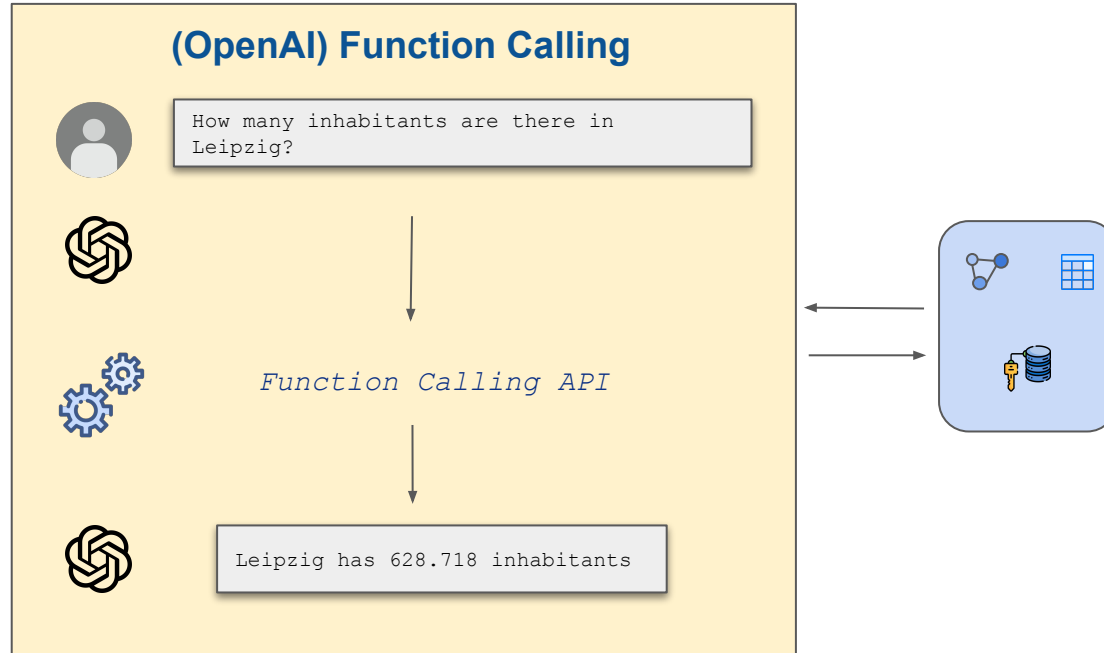 (OpenAI) Function Calling
How many inhabitants are there in
Leipzig?
Function Calling API
Leipzig has 628.718 inhabitants